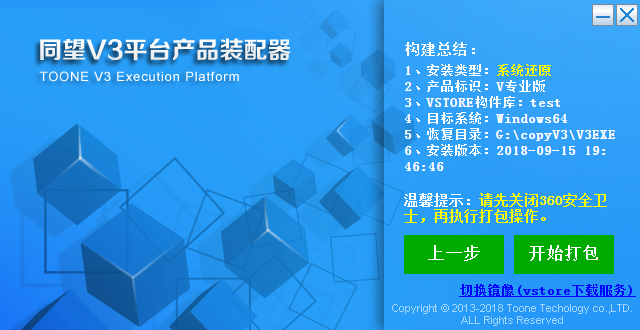 同望V3平台产品装配器
TOONE V3 Execution Platform
构建总结：
1、安装类型：系统还原
2、产品标识：V专业版
3、VSTORE构件库：test
4、目标系统：Windows64
5、恢复目录：G:\copyV3\V3EXE
6、安装版本：2018-09-15 19:
46:46
温馨提示：请先关闭360安全卫
士，再执行打包操作。
上一步
开始打包
切换镜像(vstore下载服务)
Copyright © 2013-2018 Toone Techology co.,LTD.
ALL Rights Reserved